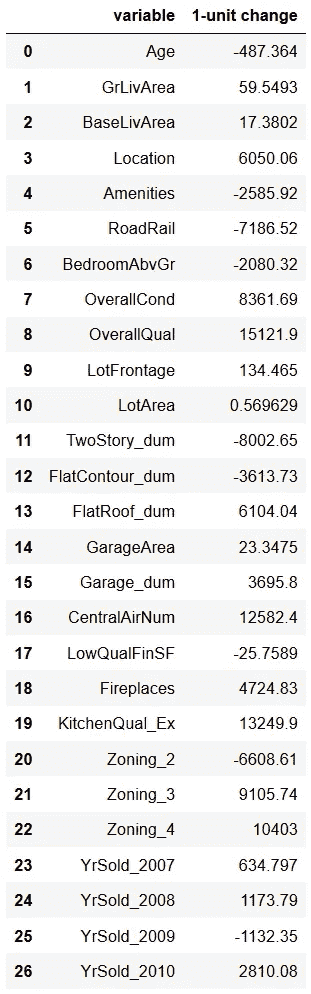 variable 1-unit change
0 Age -487.364
1 GrLivArea 59.5493
2 BaseLivArea 17.3802
3 Location 6050.06
4 Amenities -2585.92
5 RoadRail -7186.52
6 BedroomAbvGr -2080.32
7 OverallCond 8361.69
8 OverallQual 15121.9
9 LotFrontage 134.465
10 LotArea 0.569629
11 TwoStory_dum -8002.65
12 FlatContour_dum -3613.73
13 FlatRoof_dum 6104.04
14 GarageArea 23.3475
15 Garage_dum 3695.8
16 CentralAirNum 12582.4
17 LowQualFinSF -25.7589
18 Fireplaces 4724.83
19 KitchenQual_Ex 13249.9
20 Zoning_2 -6608.61
21 Zoning_3 9105.74
22 Zoning_4 10403
23 YrSold_2007 634.797
24 YrSold_2008 1173.79
25 YrSold_2009 -1132.35
26 YrSold_2010 2810.08